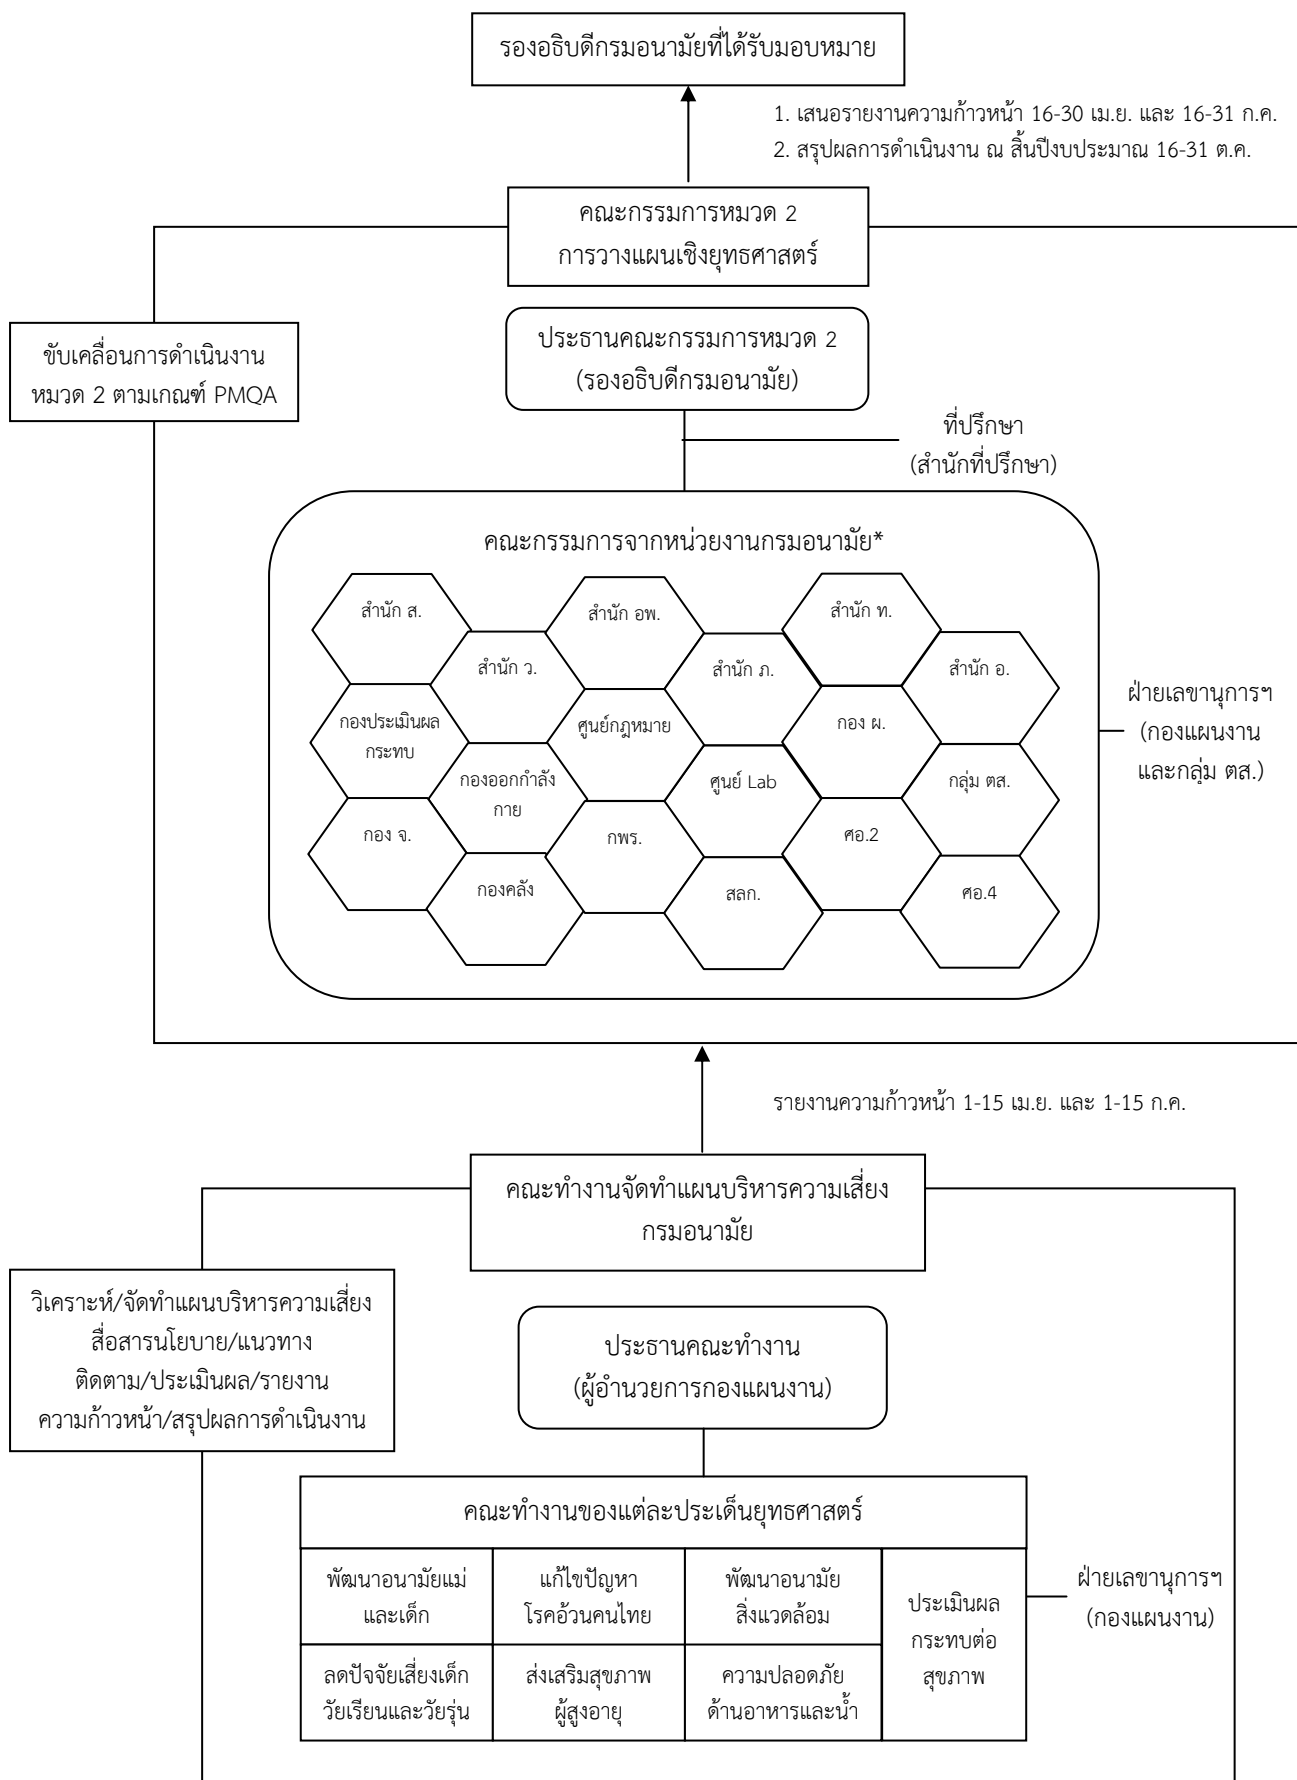 รองอธิบดีกรมอนามัยที่ได้รับมอบหมาย
1. เสนอรายงานความก้าวหน้า 16-30 เม.ย. และ 16-31 ก.ค.
2. สรุปผลการดำเนินงาน ณ สิ้นปีงบประมาณ 16-31 ต.ค.
คณะกรรมการหมวด 2
การวางแผนเชิงยุทธศาสตร์
ขับเคลื่อนการดำเนินงาน
หมวด 2 ตามเกณฑ์ PMQA
ประธานคณะกรรมการหมวด 2
(รองอธิบดีกรมอนามัย)
ที่ปรึกษา
(สำนักที่ปรึกษา)
คณะกรรมการจากหน่วยงานกรมอนามัย*
สำนัก ส.
สำนัก อพ.
สำนัก ท.
สำนัก ว.
สำนัก ภ.
สำนัก อ.
กองประเมินผล
กระทบ
ศูนย์กฎหมาย
กอง ผ.
กองออกกำลัง
กาย
ศูนย์ Lab
กลุ่ม ตส.
กอง จ.
กพร.
ศอ.2
กองคลัง
สลก.
ศอ.4
ฝ่ายเลขานุการฯ
(กองแผนงาน
และกลุ่ม ตส.)
รายงานความก้าวหน้า 1-15 เม.ย. และ 1-15 ก.ค.
คณะทำงานจัดทำแผนบริหารความเสี่ยง
กรมอนามัย
วิเคราะห์/จัดทำแผนบริหารความเสี่ยง
สื่อสารนโยบาย/แนวทาง
ติดตาม/ประเมินผล/รายงาน
ความก้าวหน้า/สรุปผลการดำเนินงาน
ประธานคณะทำงาน
(ผู้อำนวยการกองแผนงาน)
คณะทำงานของแต่ละประเด็นยุทธศาสตร์
พัฒนาอนามัยแม่
และเด็ก
แก้ไขปัญหา
โรคอ้วนคนไทย
พัฒนาอนามัย
สิ่งแวดล้อม
ประเมินผล
กระทบต่อ
สุขภาพ
ลดปัจจัยเสี่ยงเด็ก
วัยเรียนและวัยรุ่น
ส่งเสริมสุขภาพ
ผู้สูงอายุ
ความปลอดภัย
ด้านอาหารและน้ำ
ฝ่ายเลขานุการฯ
(กองแผนงาน)